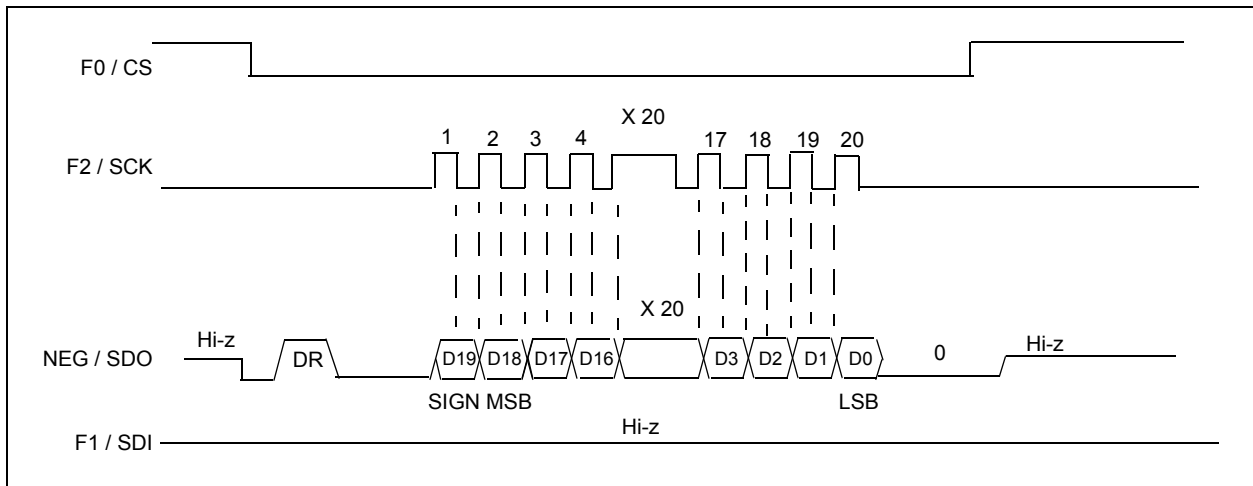 F0 / CS
X 20
1 2 3 4 17 18 19 20
F2 / SCK
X 20
Hi-z
NEG / SDO
DR
D19 D18 D17 D16 D3 D2 D1 D0
0
Hi-z
SIGN MSB
LSB
Hi-z
F1 / SDI